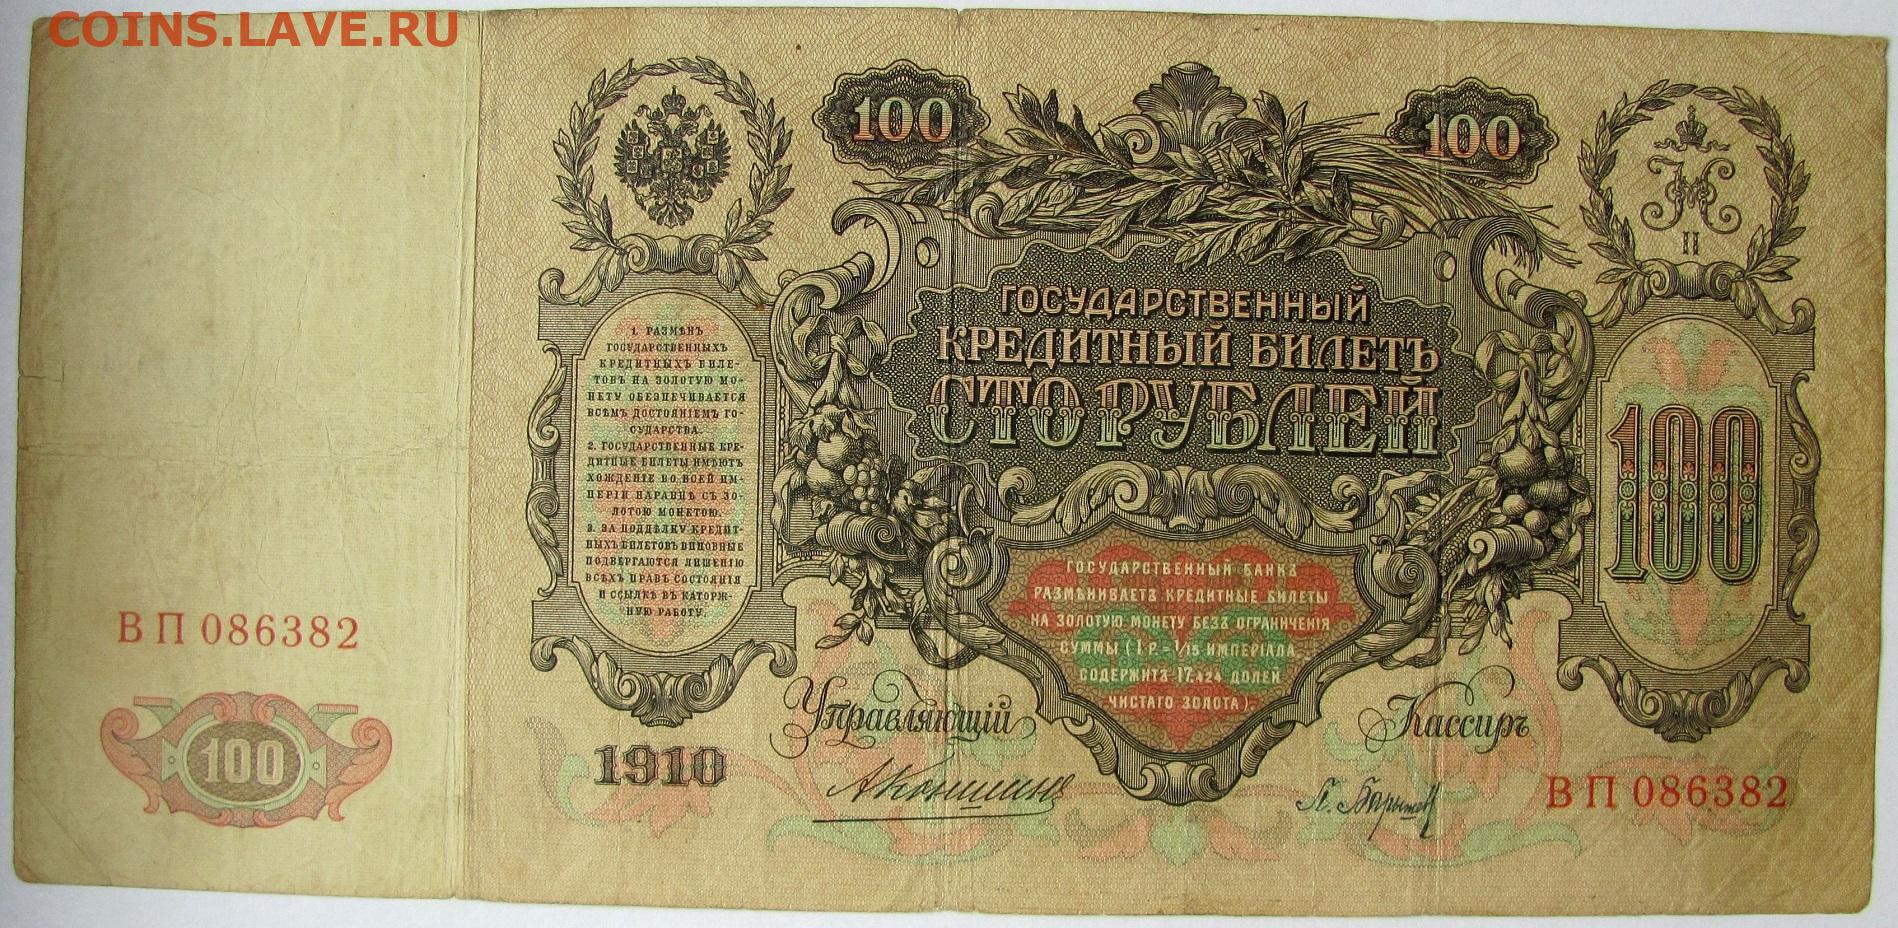 COINS.LAVE.RU
100
100
II
ГОСУДАРСТВЕННЫЙ
КРЕДИТНЫЙ БИЛЕТЪ
СТО РУБЛЕЙ
1. РАЗМѢНЪ
ГОСУДАРСТВЕННЫХЪ
КРЕДИТНЫХЪ БИЛЕ-
ТОВЪ НА ЗОЛОТУЮ МО-
НЕТУ ОБЕЗПЕЧИВАЕТСЯ
ВСѢМЪ ДОСТОЯНІЕМЪ ГО-
СУДАРСТВА.
2. ГОСУДАРСТВЕННЫЕ КРЕ-
ДИТНЫЕ БИЛЕТЫ ИМѢЮТЪ
ХОЖДЕНІЕ ВО ВСЕЙ ИМ-
ПЕРІИ НАРАВНѢ СЪ ЗО-
ЛОТОЮ МОНЕТОЮ.
3. ЗА ПОДДѢЛКУ КРЕДИТ-
НЫХЪ БИЛЕТОВЪ ВИНОВНЫЕ
ПОДВЕРГАЮТСЯ ЛИШЕНІЮ
ВСѢХЪ ПРАВЪ СОСТОЯНІЯ
И ССЫЛКѢ ВЪ КАТОРЖ-
НУЮ РАБОТУ.
100
ГОСУДАРСТВЕННЫЙ БАНКЪ
РАЗМѢНИВАЕТЪ КРЕДИТНЫЕ БИЛЕТЫ
НА ЗОЛОТУЮ МОНЕТУ БЕЗЪ ОГРАНИЧЕНІЯ
СУММЫ (1 Р. = 1/15 ИМПЕРІАЛА,
СОДЕРЖИТЪ 17,424 ДОЛЕЙ
ЧИСТАГО ЗОЛОТА).
ВП 086382
100
1910
Управляющій
Кассиръ
АКоншинъ
ВП 086382